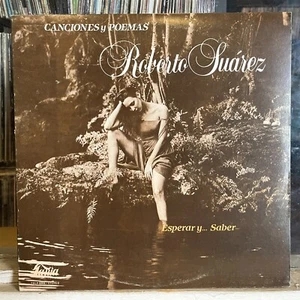 CANCIONES y POEMAS
Roberto Suárez
Esperar y... Saber